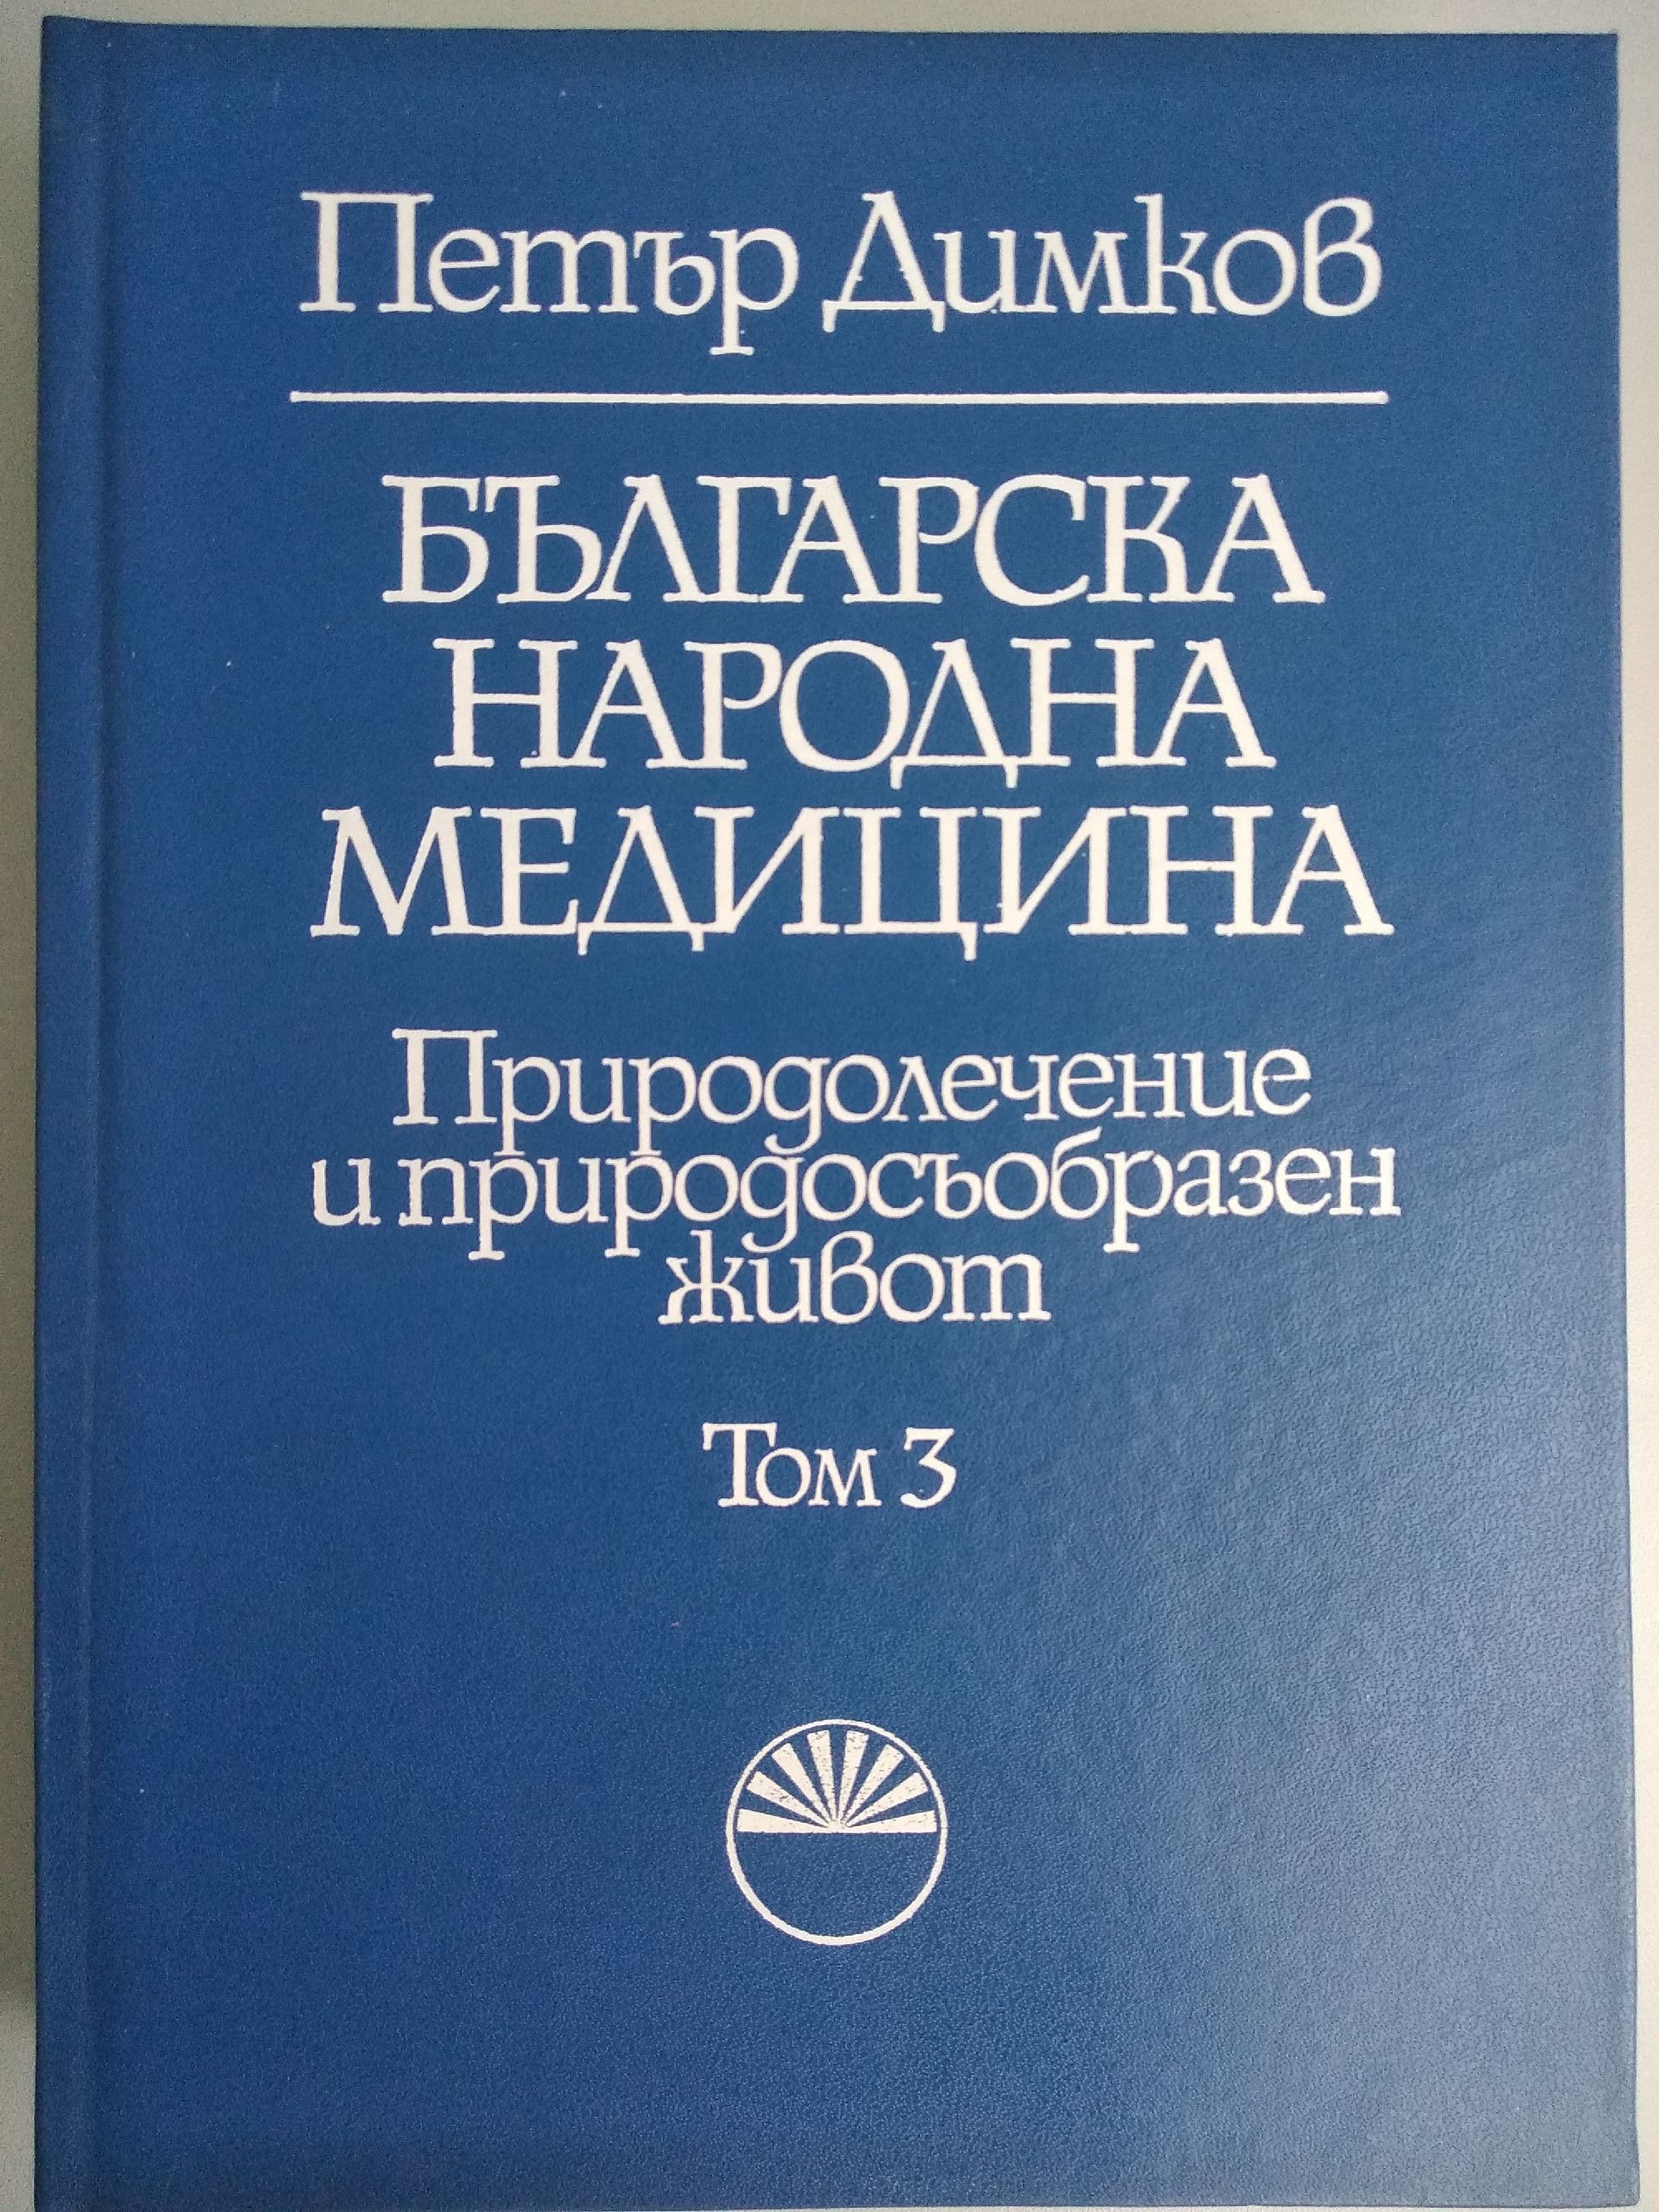 Петър Димков
БЪЛГАРСКА
НАРОДНА
МЕДИЦИНА
Природолечение
и природосъобразен
живот
Том 3